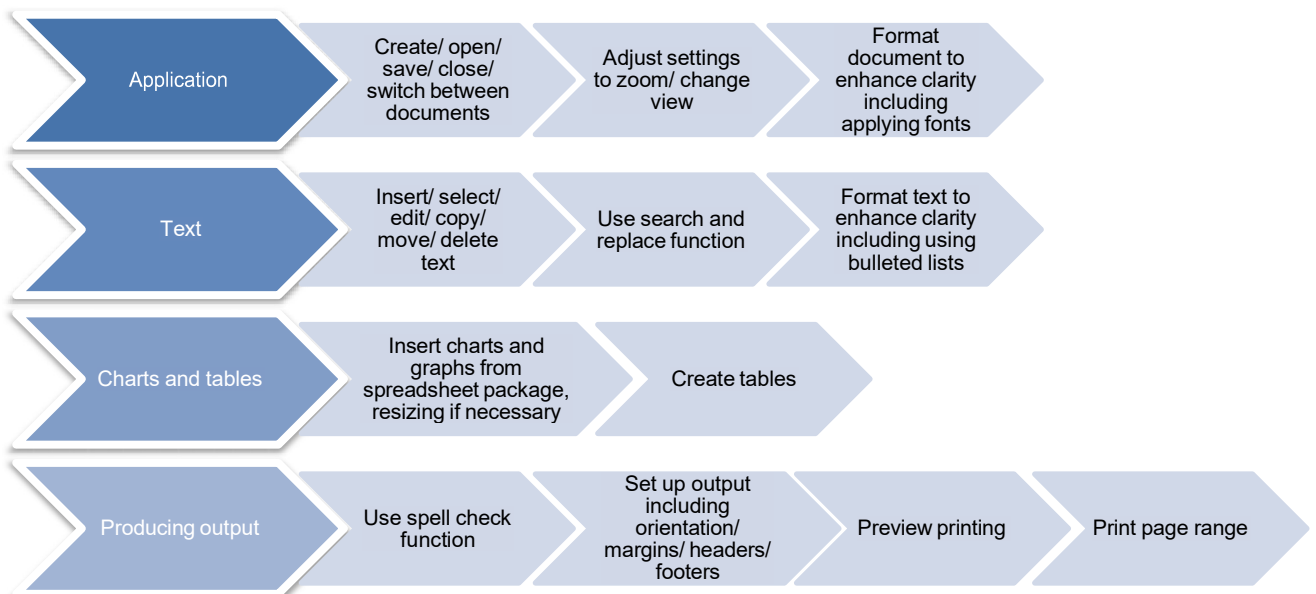 Application
Create/ open/
save/ close/
switch between
documents
Adjust settings
to zoom/ change
view
Format
document to
enhance clarity
including
applying fonts
Text
Insert/ select/
edit/ copy/
move/ delete
text
Use search and
replace function
Format text to
enhance clarity
including using
bulleted lists
Charts and tables
Insert charts and
graphs from
spreadsheet package,
resizing if necessary
Create tables
Producing output
Use spell check
function
Set up output
including
orientation/
margins/ headers/
footers
Preview printing
Print page range